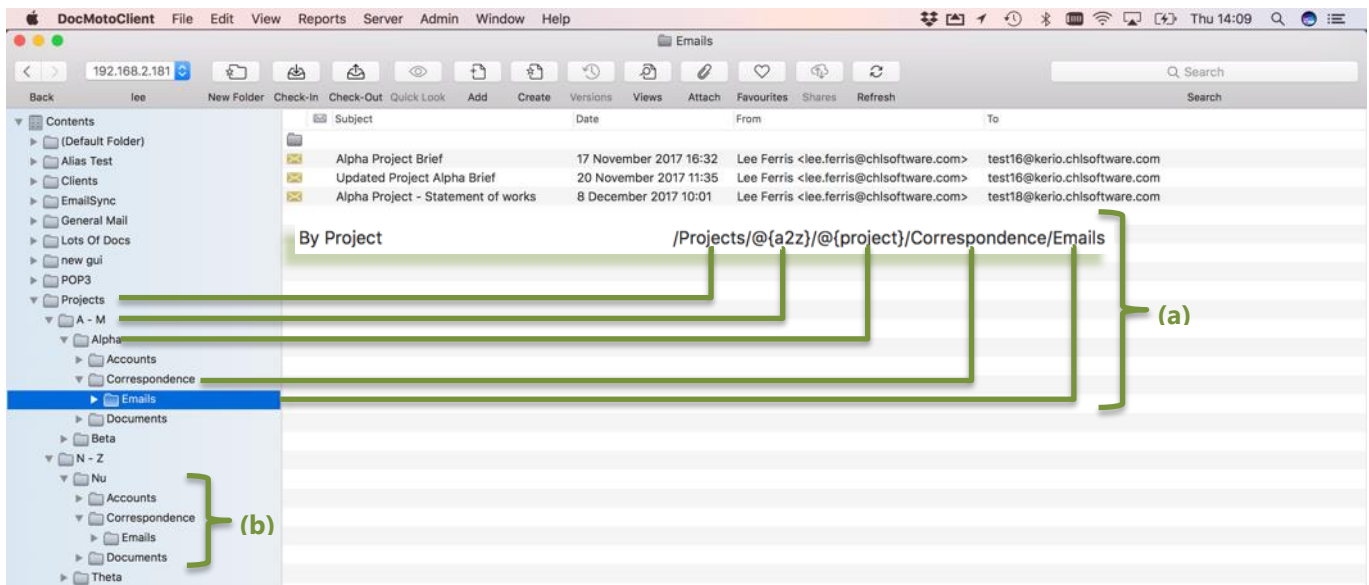 DocMotoClient File Edit View Reports Server Admin Window Help Thu 14:09
Emails
192.168.2.181 Search
Back lee New Folder Check-In Check-Out Quick Look Add Create Versions Views Attach Favourites Shares Refresh Search
Contents Subject Date From To
(Default Folder)
Alias Test Alpha Project Brief 17 November 2017 16:32 Lee Ferris <lee.ferris@chlsoftware.com> test16@kerio.chlsoftware.com
Clients Updated Project Alpha Brief 20 November 2017 11:35 Lee Ferris <lee.ferris@chlsoftware.com> test16@kerio.chlsoftware.com
EmailSync Alpha Project - Statement of works 8 December 2017 10:01 Lee Ferris <lee.ferris@chlsoftware.com> test18@kerio.chlsoftware.com
General Mail
Lots Of Docs By Project /Projects/@{a2z}/@{project}/Correspondence/Emails
new gui
POP3
Projects
A - M (a)
Alpha
Accounts
Correspondence
Emails
Documents
Beta
N - Z
Nu
Accounts
Correspondence (b)
Emails
Documents
Theta